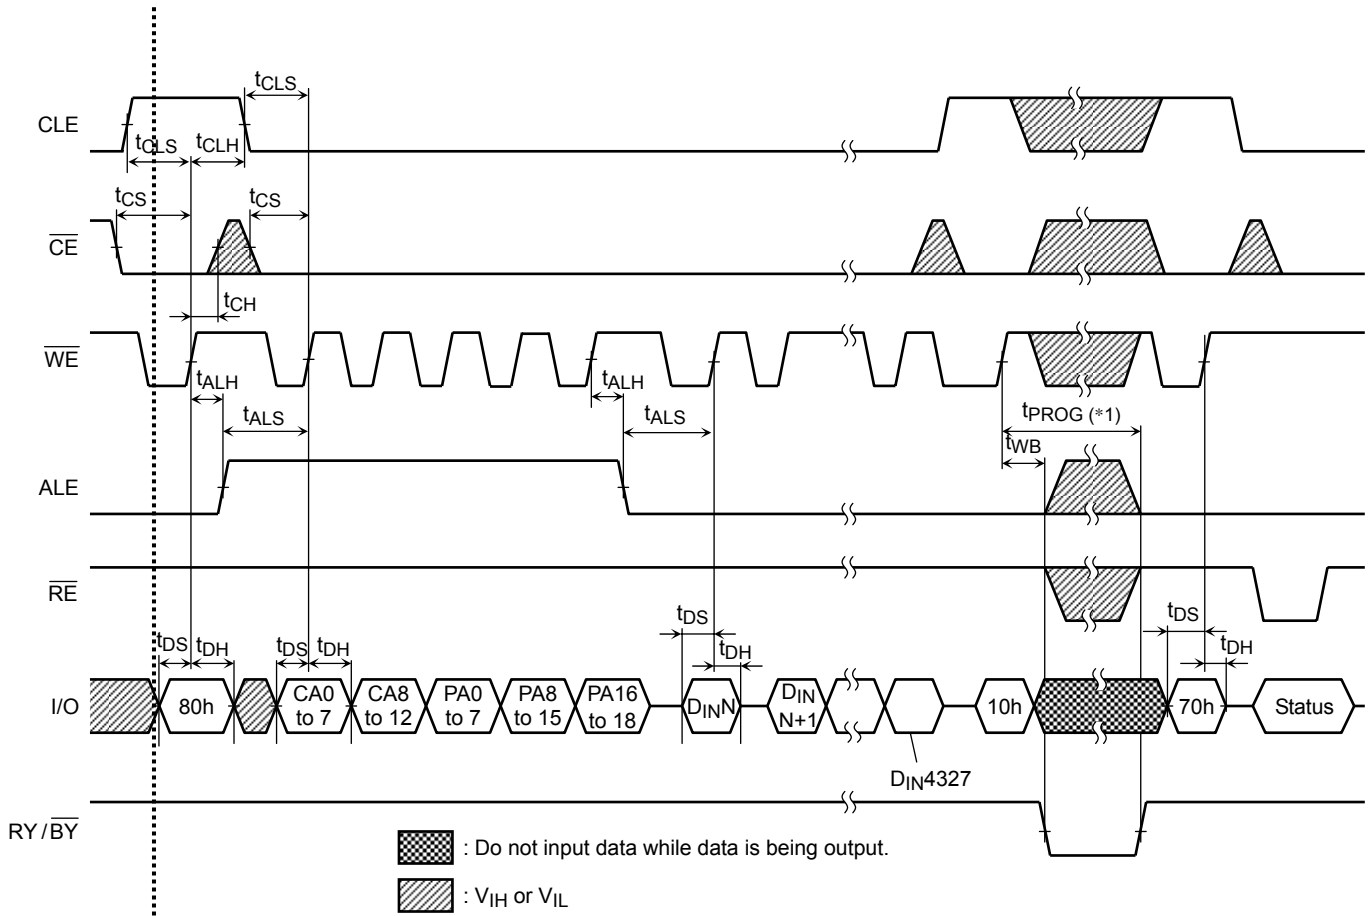 tCLS
CLE
tCLS tCLH
tCS tCS
CE
tCH
WE
tALH tALH
tALS tALS tPROG (*1)
tWB
ALE
RE
tDS tDH tDS tDH tDS tDH tDS tDH
I/O
80h
CA0 to 7
CA8 to 12
PA0 to 7
PA8 to 15
PA16 to 18
DINN
DIN N+1
10h
70h
Status
DIN4327
RY/BY
: Do not input data while data is being output.
: VIH or VIL